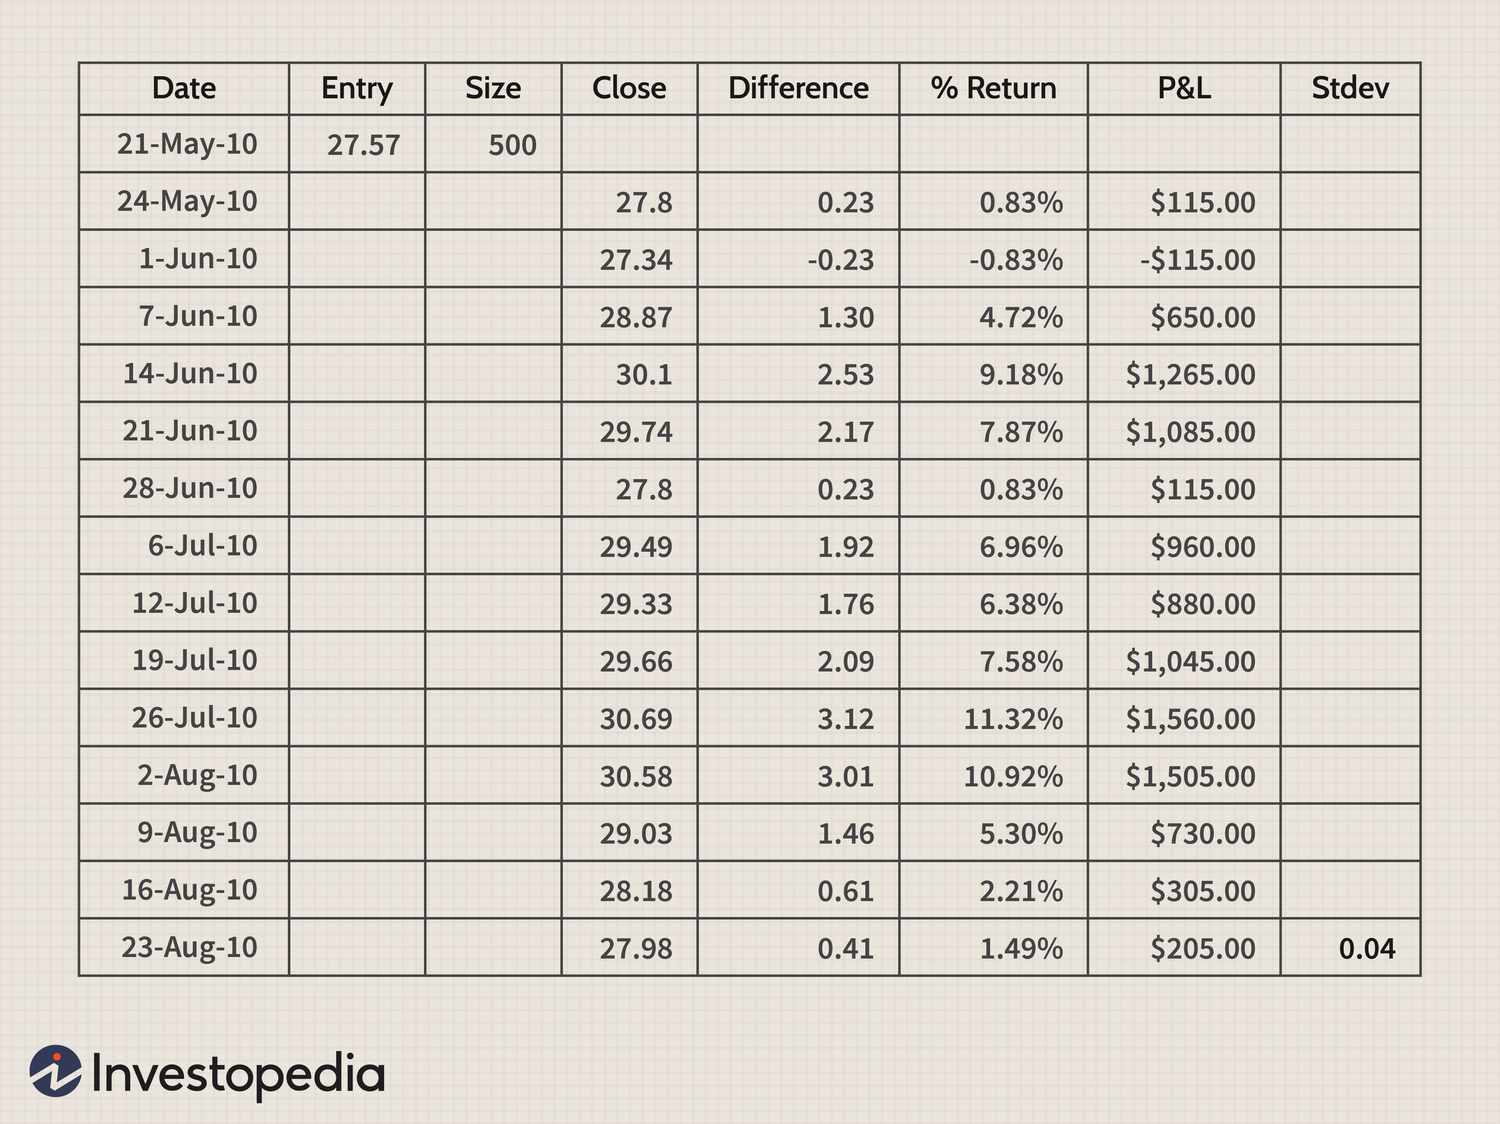 Date Entry Size Close Difference % Return P&L Stdev
21-May-10 27.57 500
24-May-10 27.8 0.23 0.83% $115.00
1-Jun-10 27.34 -0.23 -0.83% -$115.00
7-Jun-10 28.87 1.30 4.72% $650.00
14-Jun-10 30.1 2.53 9.18% $1,265.00
21-Jun-10 29.74 2.17 7.87% $1,085.00
28-Jun-10 27.8 0.23 0.83% $115.00
6-Jul-10 29.49 1.92 6.96% $960.00
12-Jul-10 29.33 1.76 6.38% $880.00
19-Jul-10 29.66 2.09 7.58% $1,045.00
26-Jul-10 30.69 3.12 11.32% $1,560.00
2-Aug-10 30.58 3.01 10.92% $1,505.00
9-Aug-10 29.03 1.46 5.30% $730.00
16-Aug-10 28.18 0.61 2.21% $305.00
23-Aug-10 27.98 0.41 1.49% $205.00 0.04
Investopedia